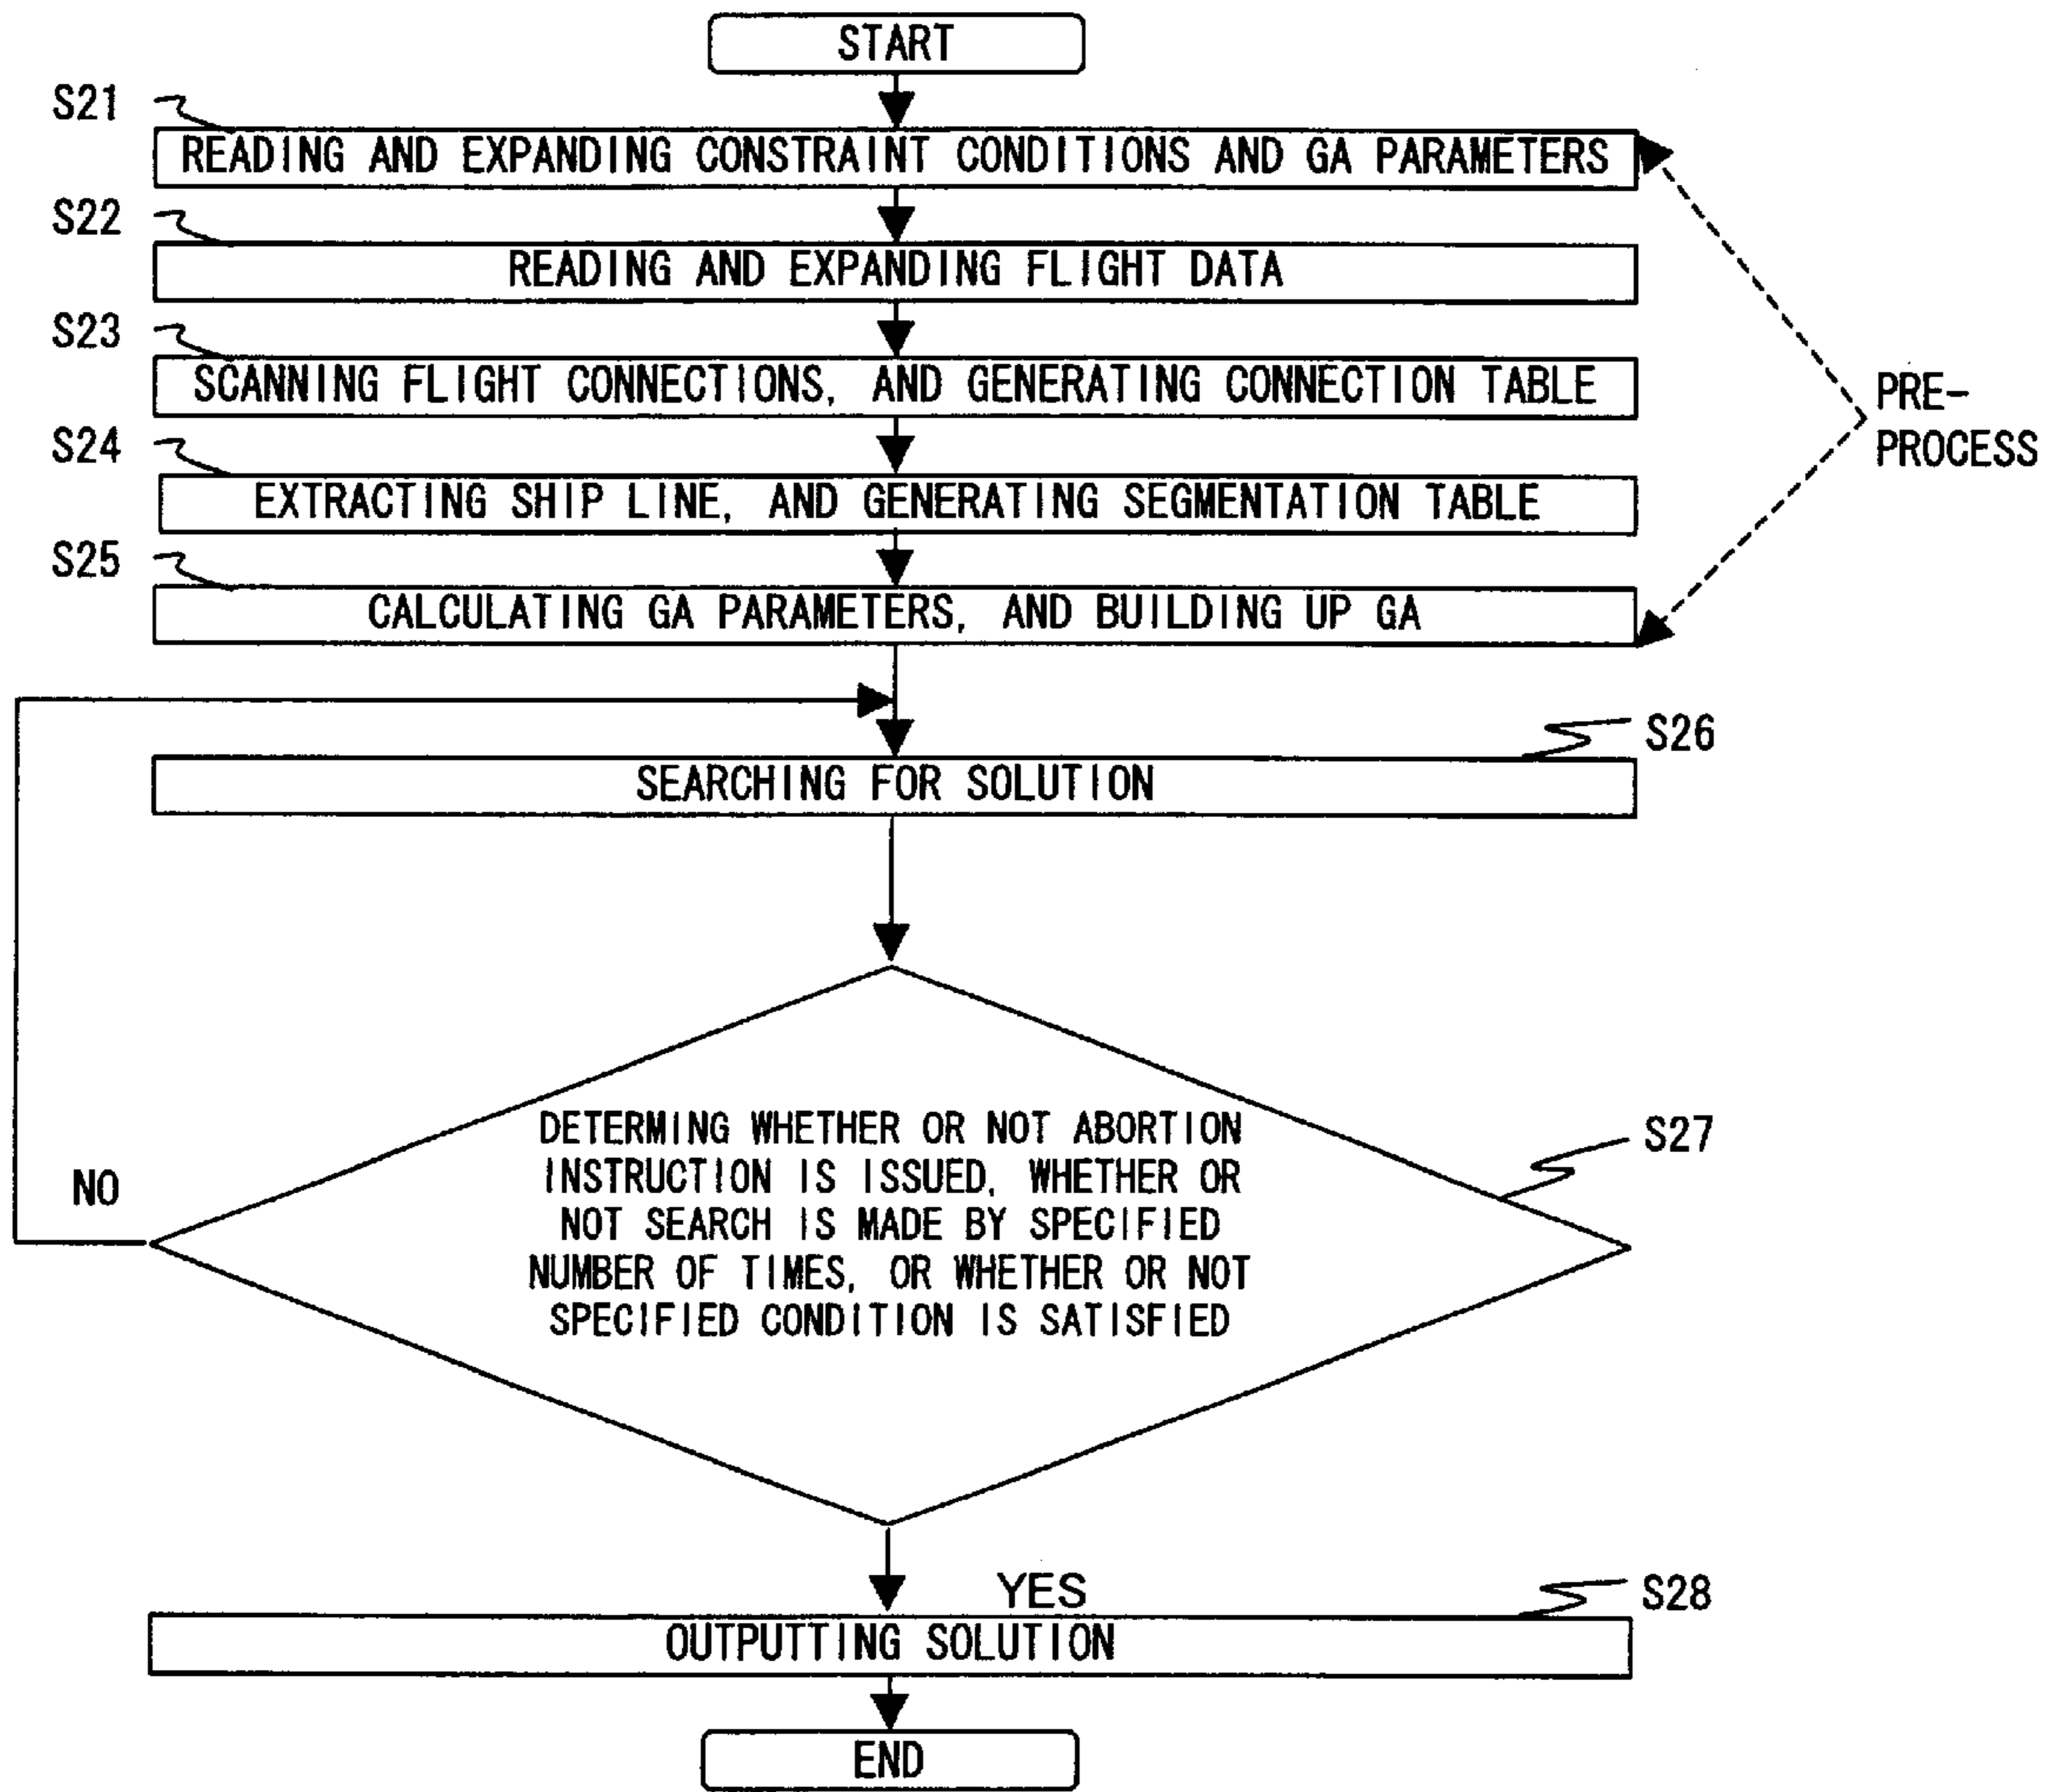 START
S21
READING AND EXPANDING CONSTRAINT CONDITIONS AND GA PARAMETERS
S22
READING AND EXPANDING FLIGHT DATA
S23
SCANNING FLIGHT CONNECTIONS, AND GENERATING CONNECTION TABLE
PRE-
PROCESS
S24
EXTRACTING SHIP LINE, AND GENERATING SEGMENTATION TABLE
S25
CALCULATING GA PARAMETERS, AND BUILDING UP GA
S26
SEARCHING FOR SOLUTION
S27
DETERMING WHETHER OR NOT ABORTION
INSTRUCTION IS ISSUED, WHETHER OR
NOT SEARCH IS MADE BY SPECIFIED
NUMBER OF TIMES, OR WHETHER OR NOT
SPECIFIED CONDITION IS SATISFIED
NO
YES
S28
OUTPUTTING SOLUTION
END